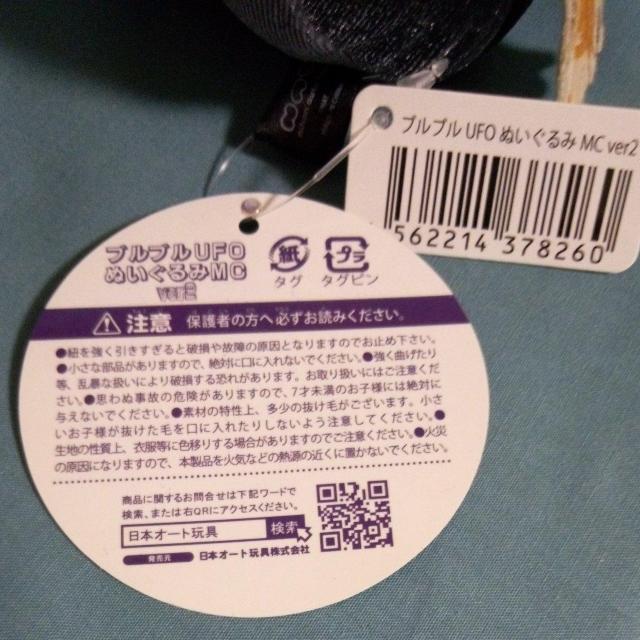 ブルブル UFO ぬいぐるみ MC ver2
562214 378260
ブルブルUFO
ぬいぐるみMC
ver2
紙 プラ
タグ タグピン
注意 保護者の方へ必ずお読みください。
●紐を強く引きすぎると破損や故障の原因となりますのでお止め下さい。
●小さな部品がありますので、絶対に口に入れないでください。●強く曲げたり
等、乱暴な扱いにより破損する恐れがあります。お取り扱いにはご注意くだ
さい。●思わぬ事故の危険がありますので、7才未満のお子様には絶対に
与えないでください。●素材の特性上、多少の抜け毛がございます。小さ
いお子様が抜けた毛を口に入れたりしないよう注意してください。●
生地の性質上、衣服等に色移りする場合がありますのでご注意ください。●火災
の原因になりますので、本製品を火気などの熱源の近くに置かないでください。
商品に関するお問合せは下記ワードで
検索、または右QRにアクセスください。
日本オート玩具 検索
発売元 日本オート玩具株式会社